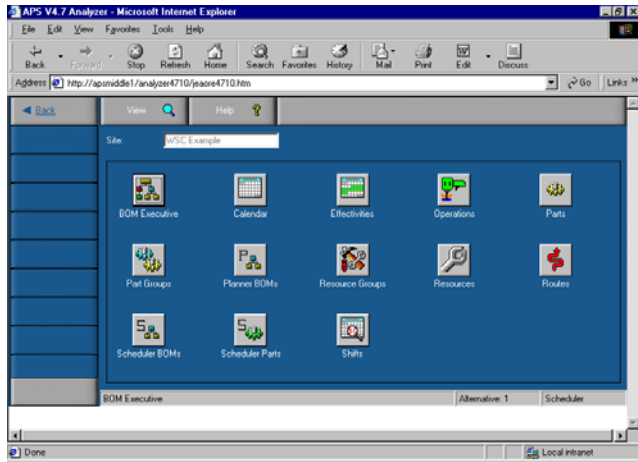 APS V4.7 Analyzer - Microsoft Internet Explorer
File Edit View Favorites Tools Help
Back Forward Stop Refresh Home Search Favorites History Mail Print Edit Discuss
Address http://apsmiddle1/analyzer4710/jeaore4710.htm Go Links »
Back View Help
Site: WSC Example
BOM Executive Calendar Effectivities Operations Parts
Part Groups Planner BOMs Resource Groups Resources Routes
Scheduler BOMs Scheduler Parts Shifts
BOM Executive Alternative: 1 Scheduler
Done Local intranet